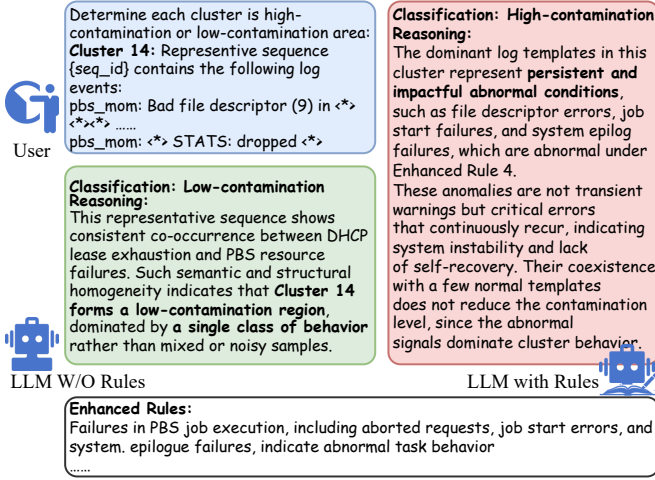 Determine each cluster is high-
contamination or low-contamination area:
Cluster 14: Representive sequence
{seq_id} contains the following log
events:
pbs_mom: Bad file descriptor (9) in <*>
<*><*> ......
pbs_mom: <*> STATS: dropped <*>
User
Classification: Low-contamination
Reasoning:
This representative sequence shows
consistent co-occurrence between DHCP
lease exhaustion and PBS resource
failures. Such semantic and structural
homogeneity indicates that Cluster 14
forms a low-contamination region,
dominated by a single class of behavior
rather than mixed or noisy samples.
LLM W/O Rules
Classification: High-contamination
Reasoning:
The dominant log templates in this
cluster represent persistent and
impactful abnormal conditions,
such as file descriptor errors, job
start failures, and system epilog
failures, which are abnormal under
Enhanced Rule 4.
These anomalies are not transient
warnings but critical errors
that continuously recur, indicating
system instability and lack
of self-recovery. Their coexistence
with a few normal templates
does not reduce the contamination
level, since the abnormal
signals dominate cluster behavior.
LLM with Rules
Enhanced Rules:
Failures in PBS job execution, including aborted requests, job start errors, and
system. epilogue failures, indicate abnormal task behavior
......